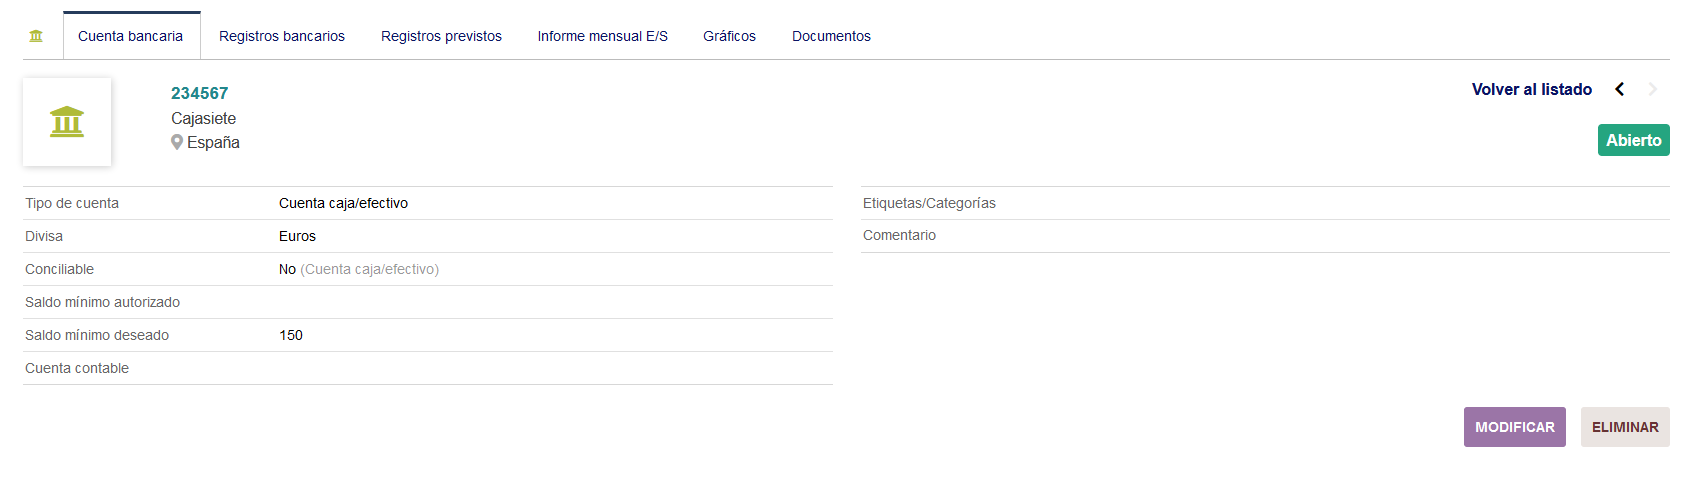 Cuenta bancaria Registros bancarios Registros previstos Informe mensual E/S Gráficos Documentos
234567
Cajasiete
España
Volver al listado
Abierto
Tipo de cuenta Cuenta caja/efectivo
Divisa Euros
Conciliable No (Cuenta caja/efectivo)
Saldo mínimo autorizado
Saldo mínimo deseado 150
Cuenta contable
Etiquetas/Categorías
Comentario
MODIFICAR ELIMINAR